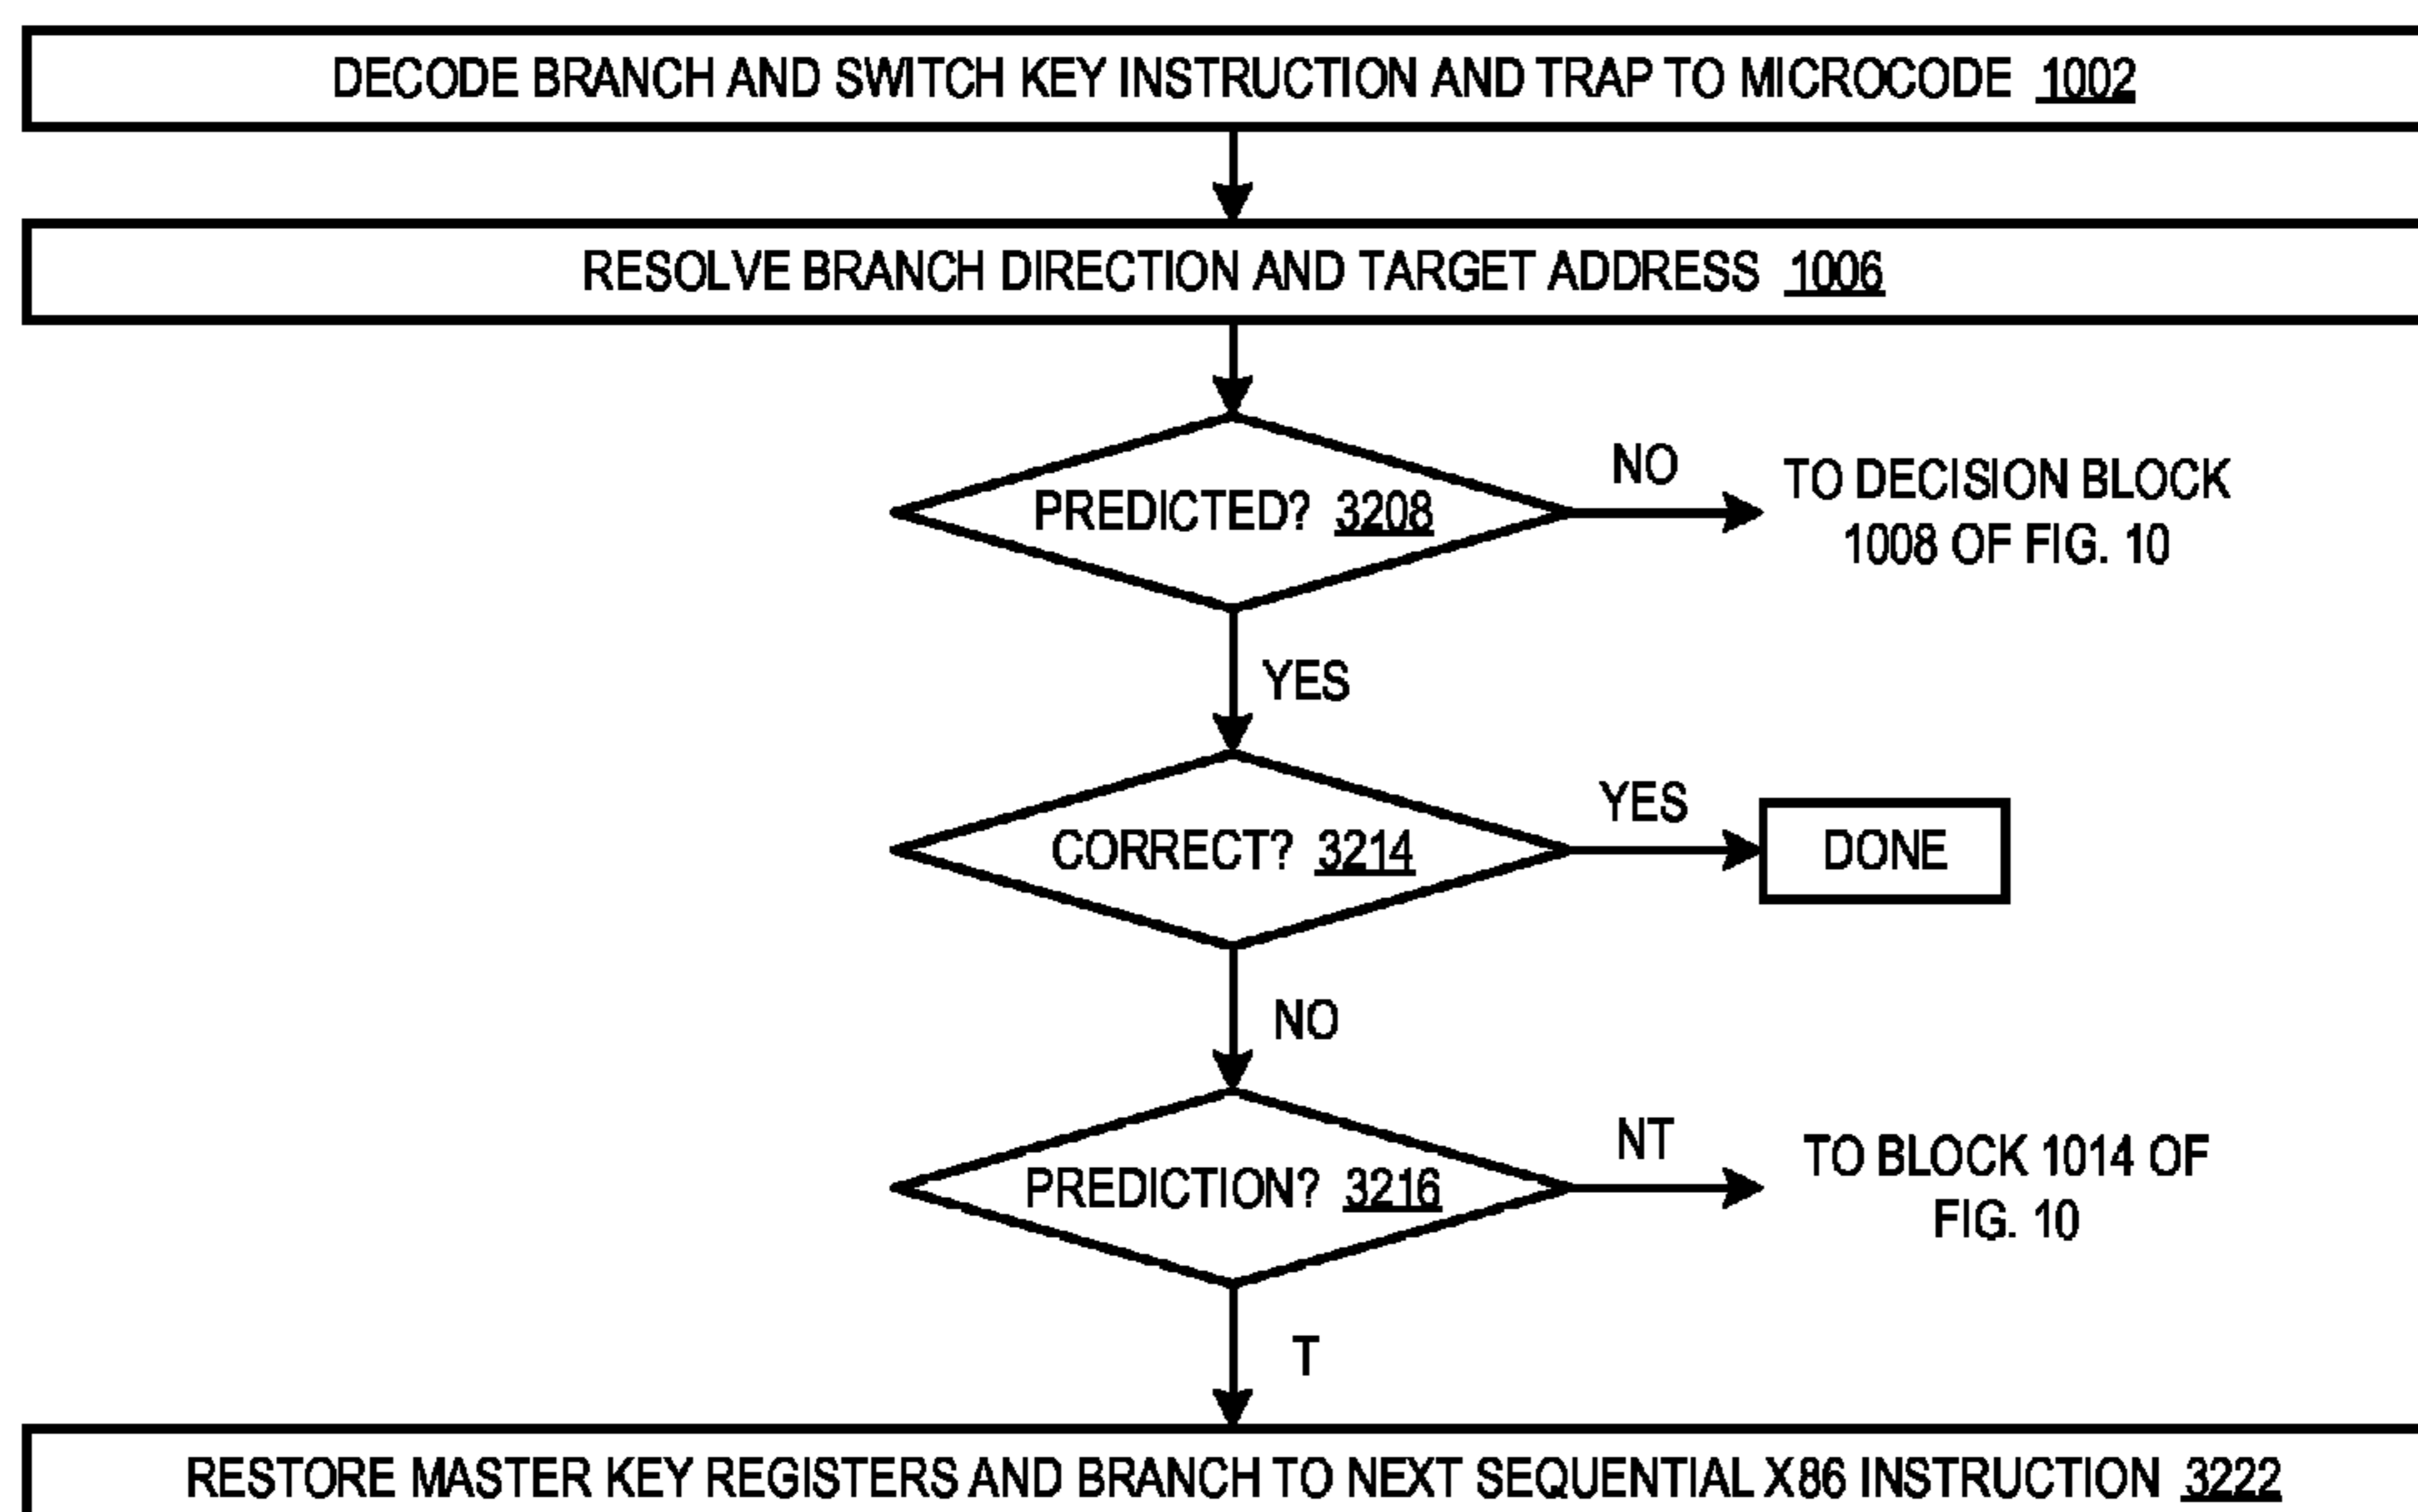 DECODE BRANCH AND SWITCH KEY INSTRUCTION AND TRAP TO MICROCODE 1002
RESOLVE BRANCH DIRECTION AND TARGET ADDRESS 1006
PREDICTED? 3208
NO
TO DECISION BLOCK
1008 OF FIG. 10
YES
CORRECT? 3214
YES
DONE
NO
PREDICTION? 3216
NT
TO BLOCK 1014 OF
FIG. 10
T
RESTORE MASTER KEY REGISTERS AND BRANCH TO NEXT SEQUENTIAL X86 INSTRUCTION 3222